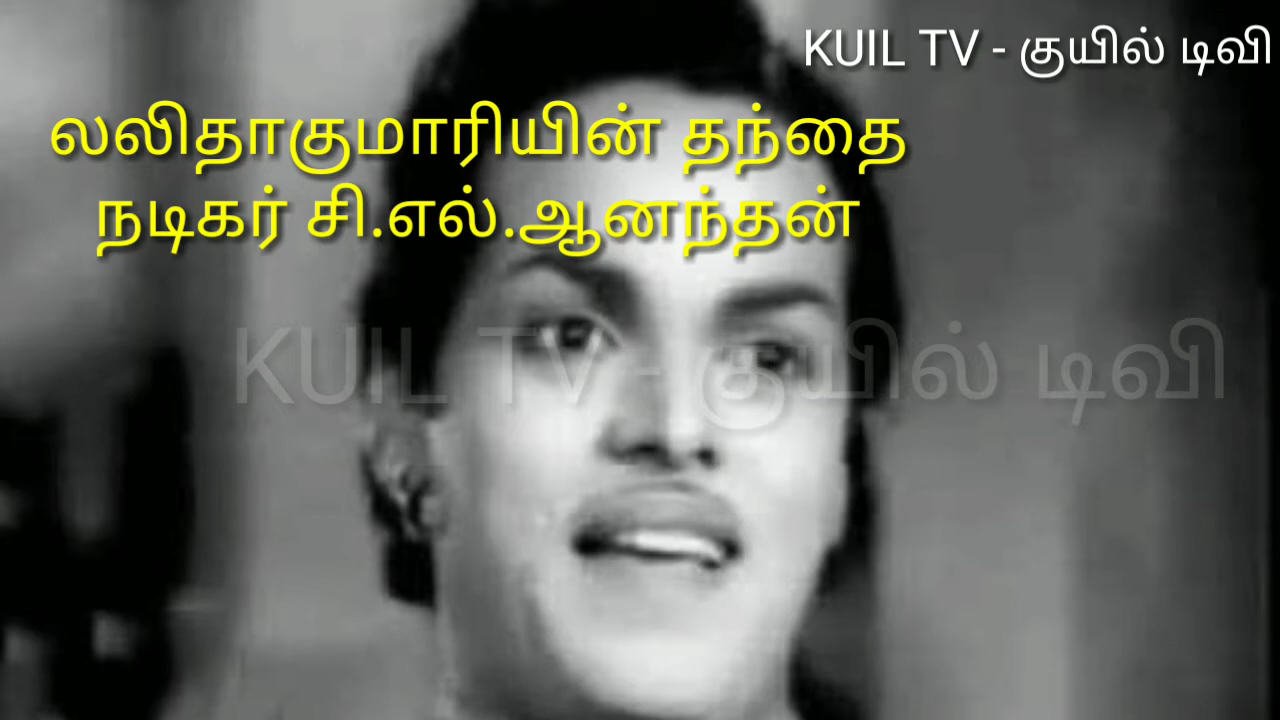 KUIL TV - குயில் டிவி
லலிதாகுமாரியின் தந்தை
நடிகர் சி.எல்.ஆனந்தன்
KUIL TV - குயில் டிவி